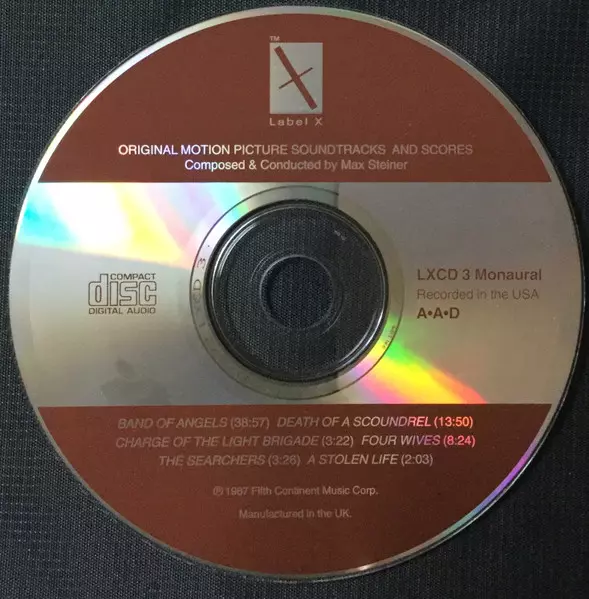 TM
Label X
ORIGINAL MOTION PICTURE SOUNDTRACKS AND SCORES
Composed & Conducted by Max Steiner
COMPACT
disc
DIGITAL AUDIO
LXCD 3 Monaural
Recorded in the USA
A•A•D
LXCD 3
BAND OF ANGELS (38:57) DEATH OF A SCOUNDREL (13:50)
CHARGE OF THE LIGHT BRIGADE (3:22) FOUR WIVES (8:24)
THE SEARCHERS (3:26) A STOLEN LIFE (2:03)
℗ 1987 Fifth Continent Music Corp.
Manufactured in the UK.